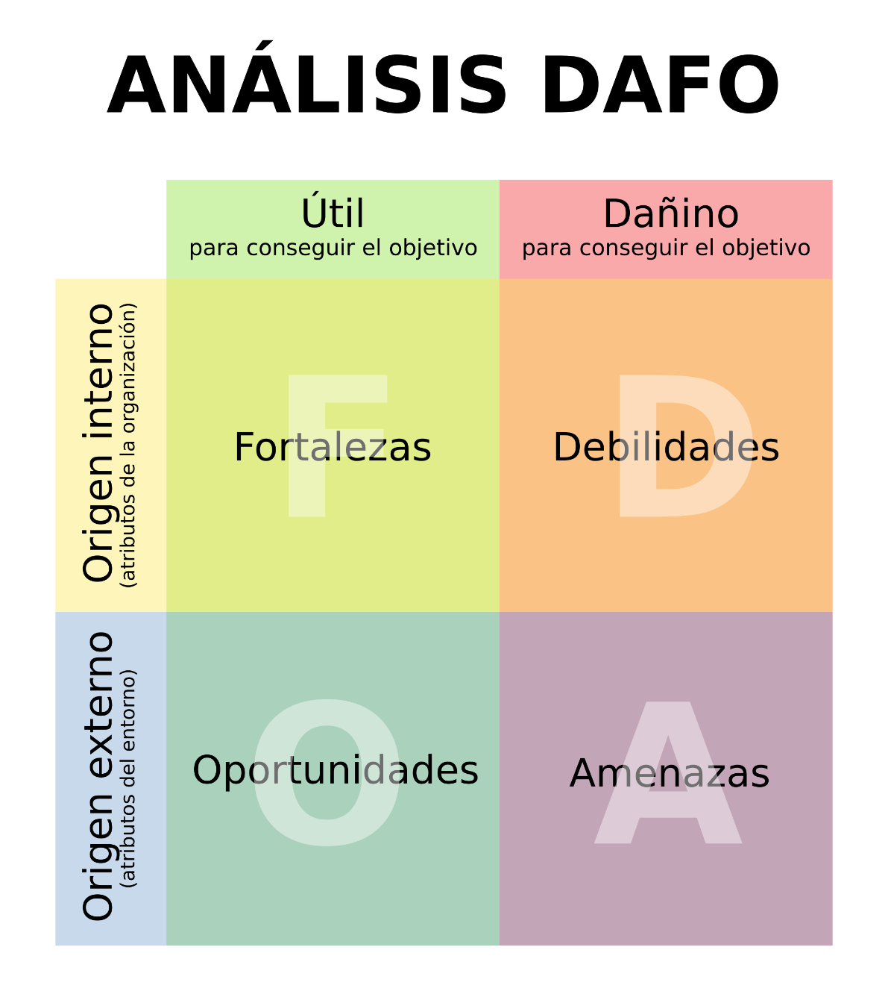 ANÁLISIS DAFO
Útil
para conseguir el objetivo
Dañino
para conseguir el objetivo
Origen interno
(atributos de la organización)
F
Fortalezas
D
Debilidades
Origen externo
(atributos del entorno)
O
Oportunidades
A
Amenazas